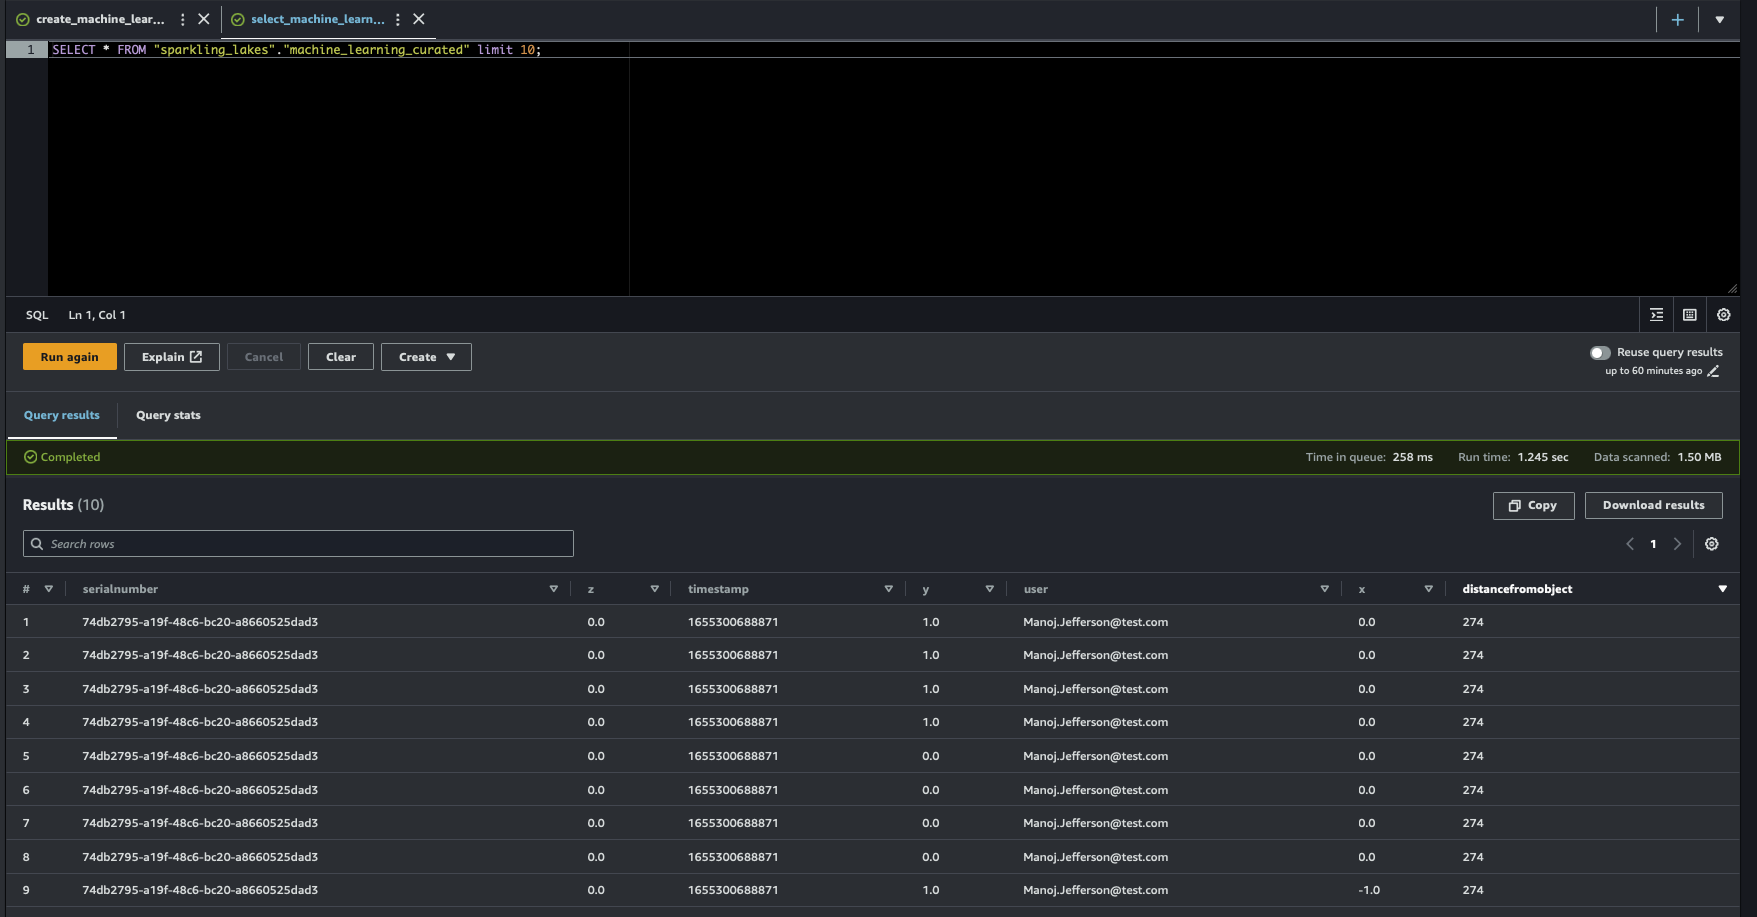 create_machine_lear... select_machine_learn...
1 SELECT * FROM "sparkling_lakes"."machine_learning_curated" limit 10;
SQL Ln 1, Col 1
Run again Explain Cancel Clear Create Reuse query results
up to 60 minutes ago
Query results Query stats
Completed Time in queue: 258 ms Run time: 1.245 sec Data scanned: 1.50 MB
Results (10) Copy Download results
Search rows 1
# serialnumber z timestamp y user x distancefromobject
1 74db2795-a19f-48c6-bc20-a8660525dad3 0.0 1655300688871 1.0 Manoj.Jefferson@test.com 0.0 274
2 74db2795-a19f-48c6-bc20-a8660525dad3 0.0 1655300688871 1.0 Manoj.Jefferson@test.com 0.0 274
3 74db2795-a19f-48c6-bc20-a8660525dad3 0.0 1655300688871 1.0 Manoj.Jefferson@test.com 0.0 274
4 74db2795-a19f-48c6-bc20-a8660525dad3 0.0 1655300688871 1.0 Manoj.Jefferson@test.com 0.0 274
5 74db2795-a19f-48c6-bc20-a8660525dad3 0.0 1655300688871 0.0 Manoj.Jefferson@test.com 0.0 274
6 74db2795-a19f-48c6-bc20-a8660525dad3 0.0 1655300688871 0.0 Manoj.Jefferson@test.com 0.0 274
7 74db2795-a19f-48c6-bc20-a8660525dad3 0.0 1655300688871 0.0 Manoj.Jefferson@test.com 0.0 274
8 74db2795-a19f-48c6-bc20-a8660525dad3 0.0 1655300688871 0.0 Manoj.Jefferson@test.com 0.0 274
9 74db2795-a19f-48c6-bc20-a8660525dad3 0.0 1655300688871 1.0 Manoj.Jefferson@test.com -1.0 274